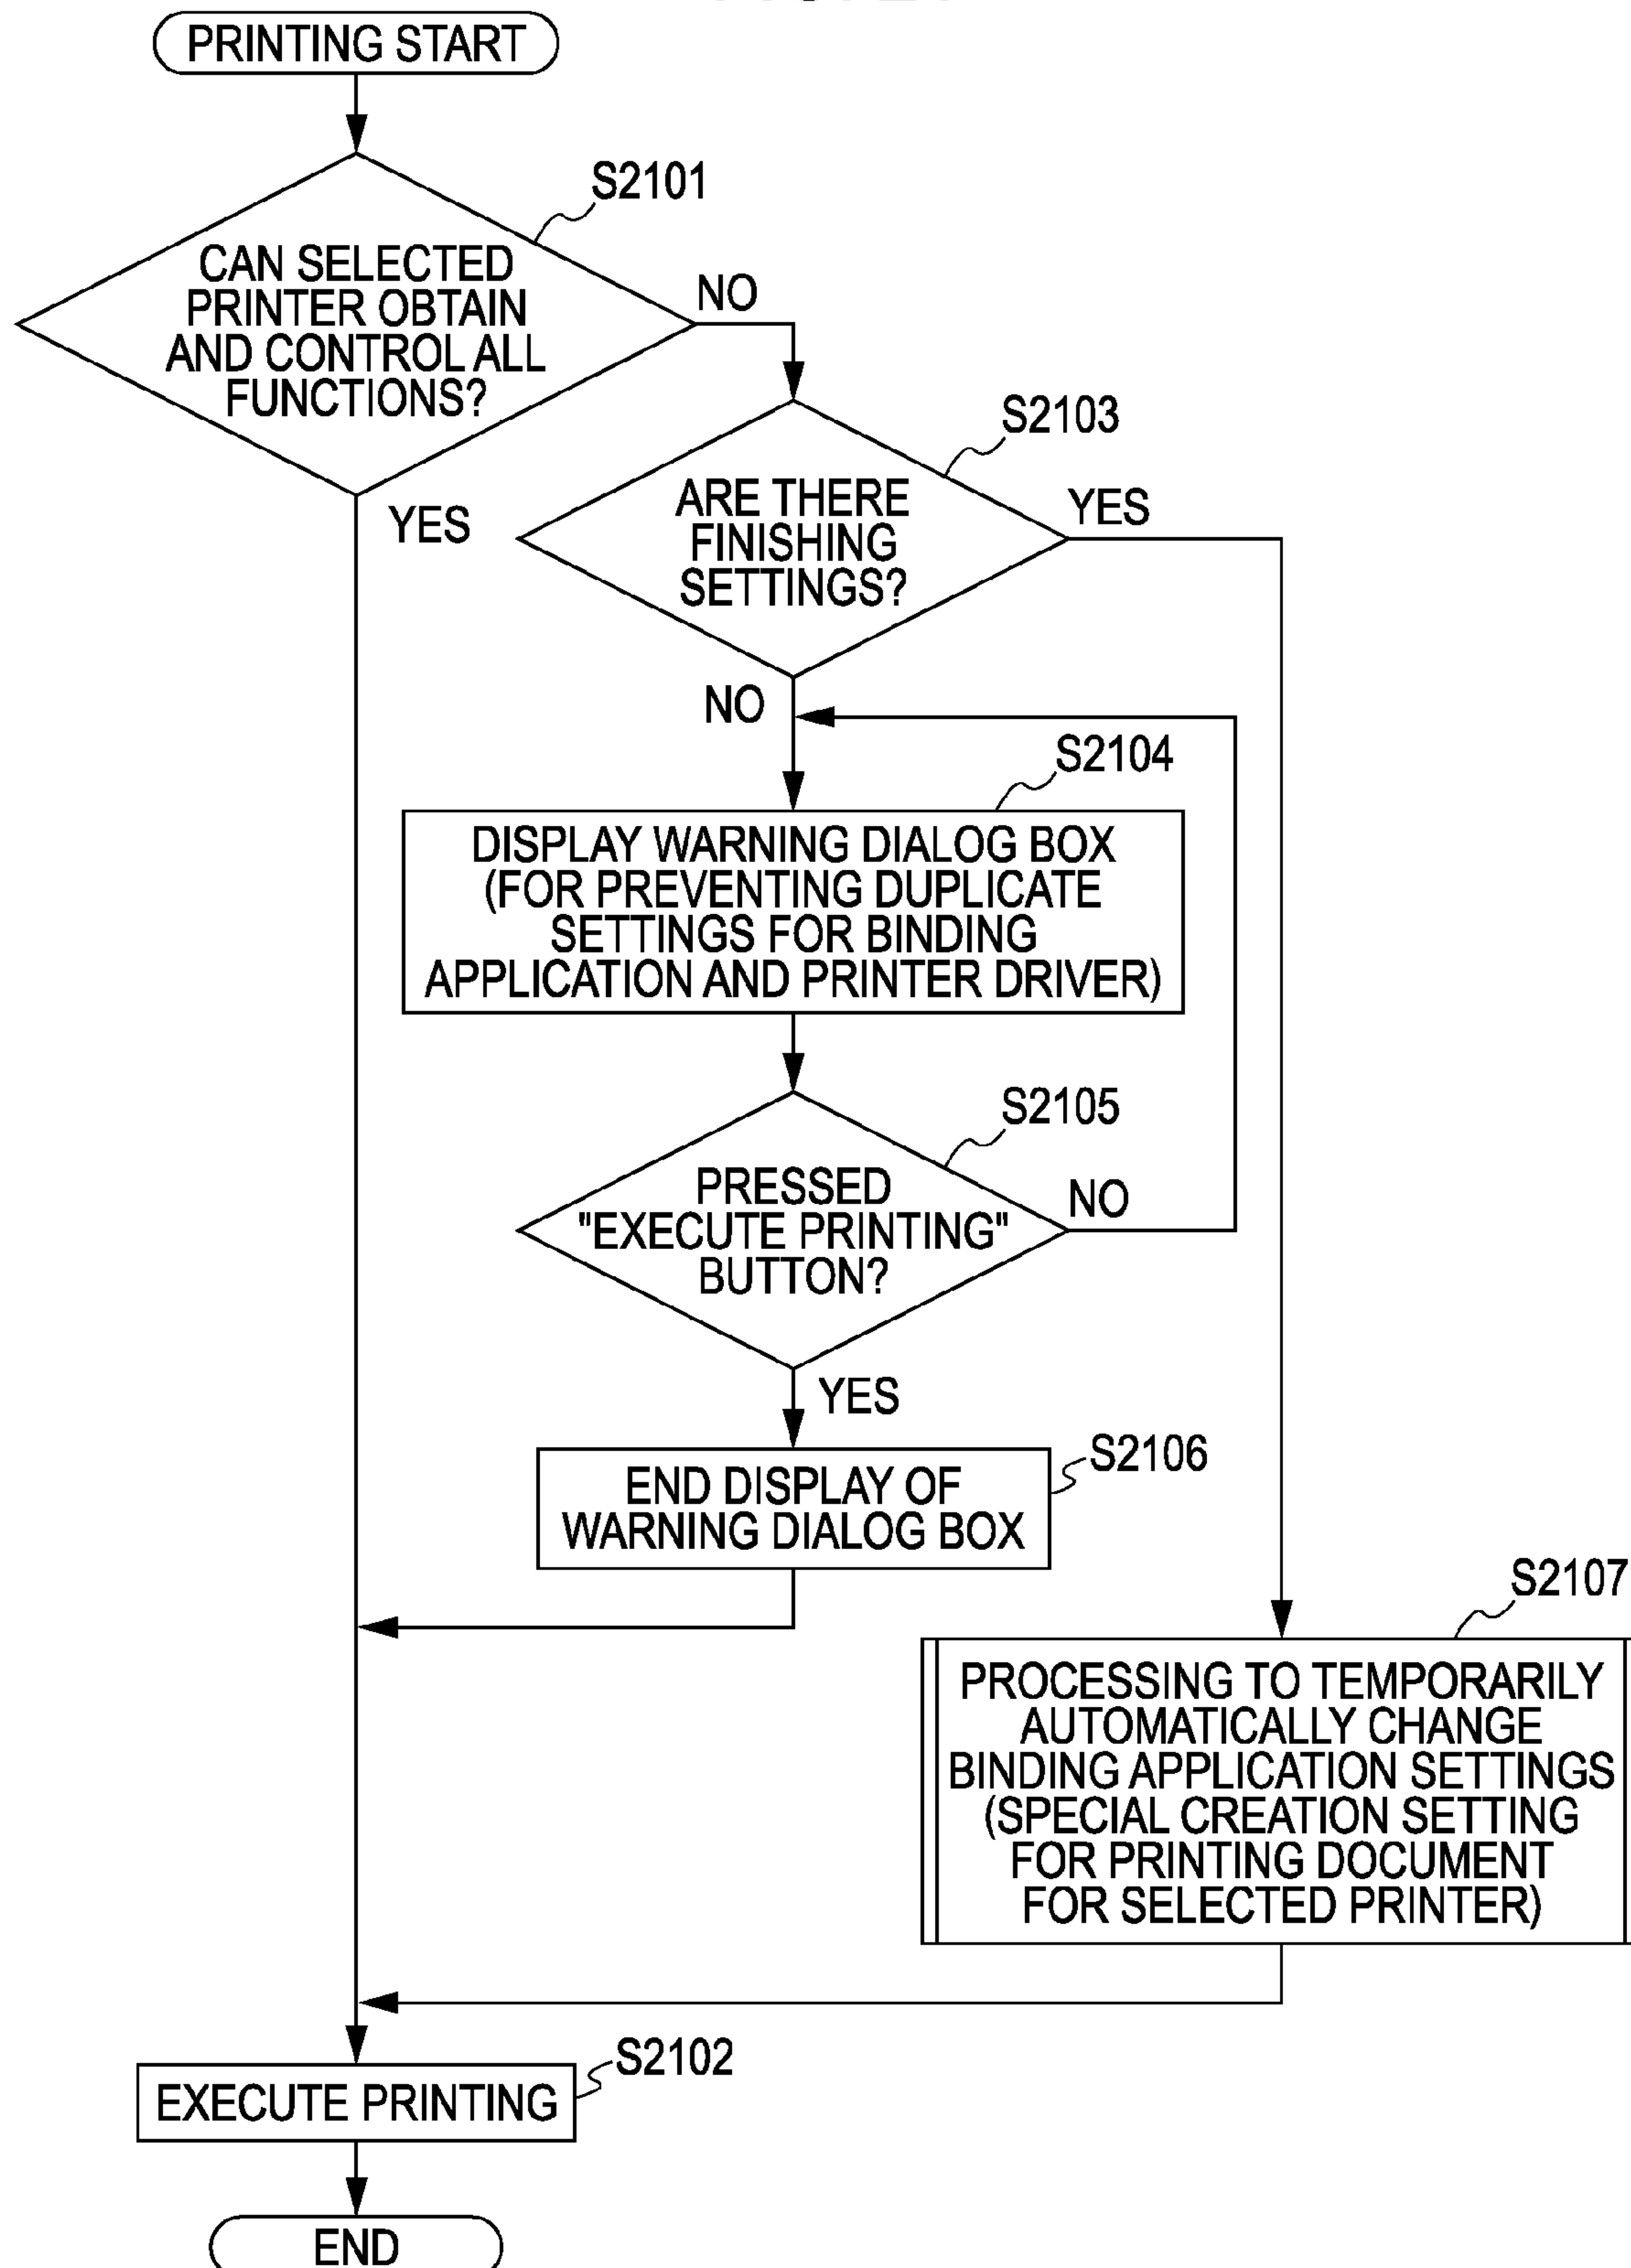 PRINTING START
S2101
CAN SELECTED
PRINTER OBTAIN
AND CONTROL ALL
FUNCTIONS?
NO
YES
S2103
ARE THERE
FINISHING
SETTINGS?
YES
NO
S2104
DISPLAY WARNING DIALOG BOX
(FOR PREVENTING DUPLICATE
SETTINGS FOR BINDING
APPLICATION AND PRINTER DRIVER)
S2105
PRESSED
"EXECUTE PRINTING"
BUTTON?
NO
YES
S2106
END DISPLAY OF
WARNING DIALOG BOX
S2107
PROCESSING TO TEMPORARILY
AUTOMATICALLY CHANGE
BINDING APPLICATION SETTINGS
(SPECIAL CREATION SETTING
FOR PRINTING DOCUMENT
FOR SELECTED PRINTER)
S2102
EXECUTE PRINTING
END